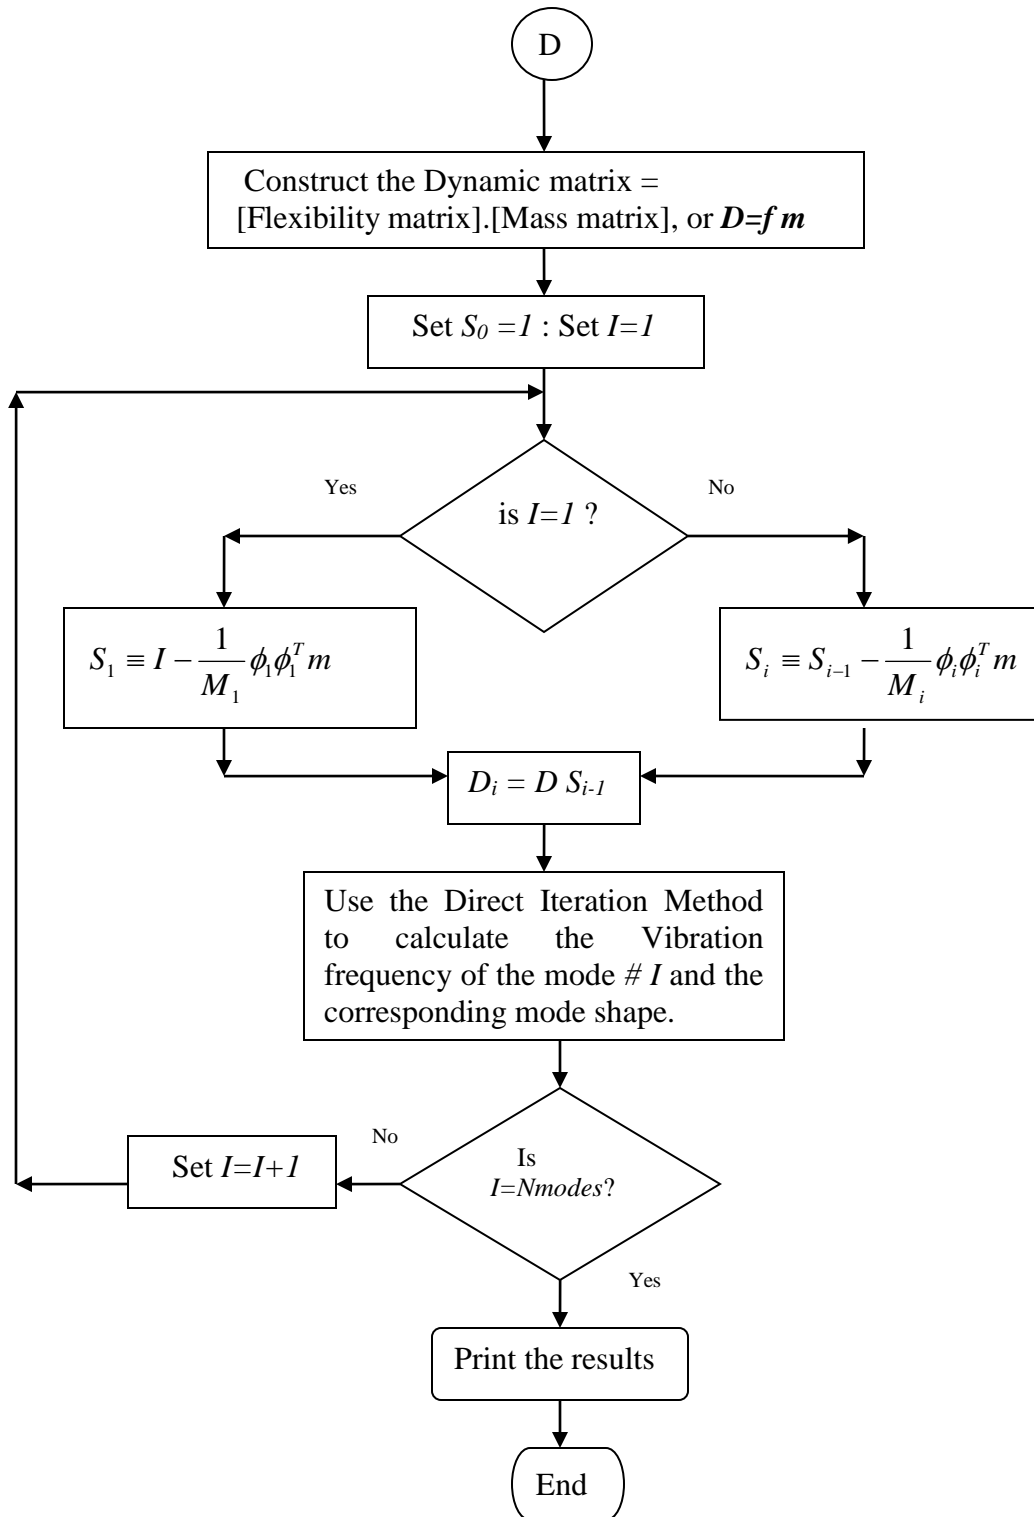 D
Construct the Dynamic matrix =
[Flexibility matrix].[Mass matrix], or D=f m
Set S₀ =1 : Set I=1
Yes
No
is I=1 ?
S₁ ≡ I − 1/M₁ ϕ₁ϕ₁ᵀ m
Sᵢ ≡ Sᵢ₋₁ − 1/Mᵢ ϕᵢϕᵢᵀ m
Dᵢ = D Sᵢ₋₁
Use the Direct Iteration Method
to calculate the Vibration
frequency of the mode # I and the
corresponding mode shape.
No
Set I=I+1
Is
I=Nmodes?
Yes
Print the results
End